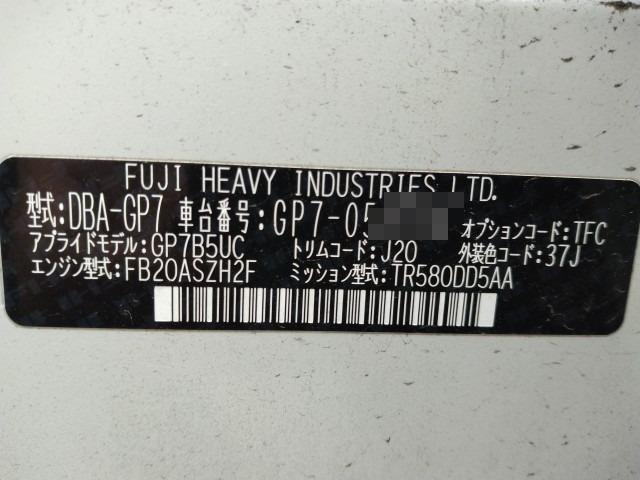 FUJI HEAVY INDUSTRIES LTD.
型式:DBA-GP7 車台番号:GP7-05 オプションコード:TFC
アプライドモデル:GP7B5UC トリムコード:J20 外装色コード:37J
エンジン型式:FB20ASZH2F ミッション型式:TR580DD5AA